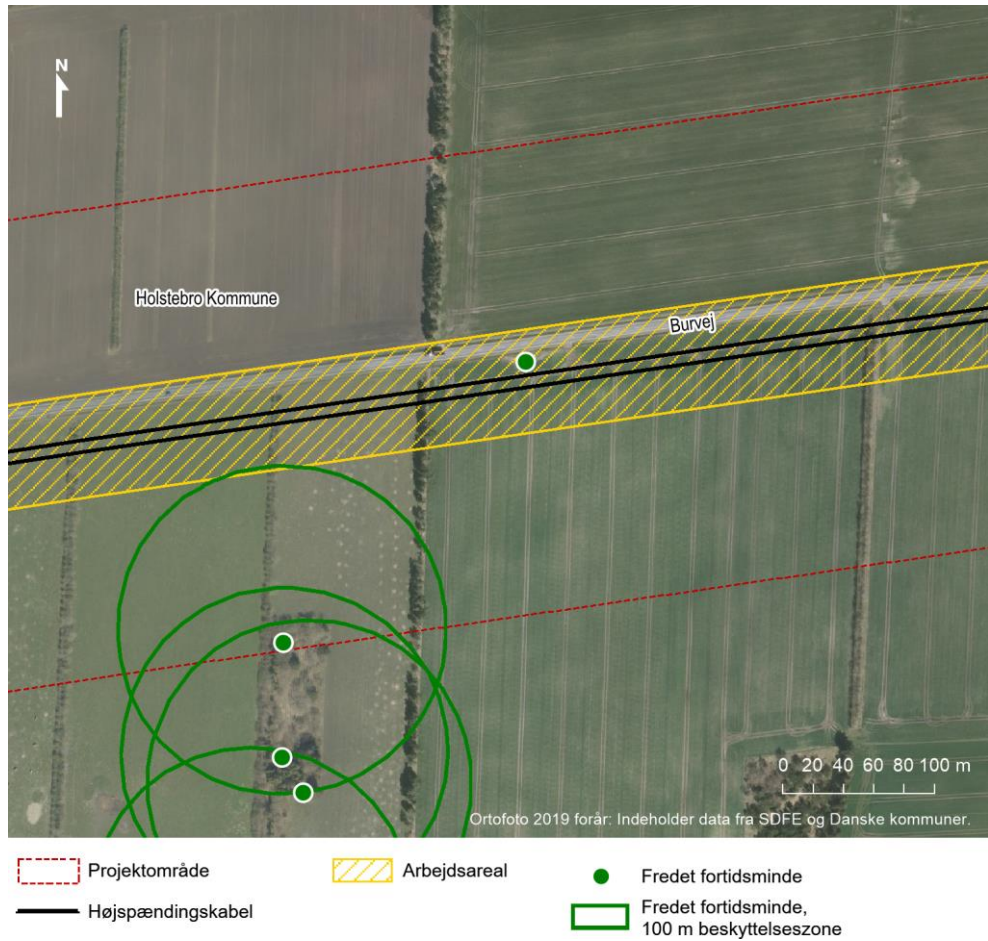 N
Holstebro Kommune
Burvej
0 20 40 60 80 100 m
Ortofoto 2019 forår: Indeholder data fra SDFE og Danske kommuner.
Projektområde
Arbejdsareal
Fredet fortidsminde
Højspændingskabel
Fredet fortidsminde,
100 m beskyttelseszone